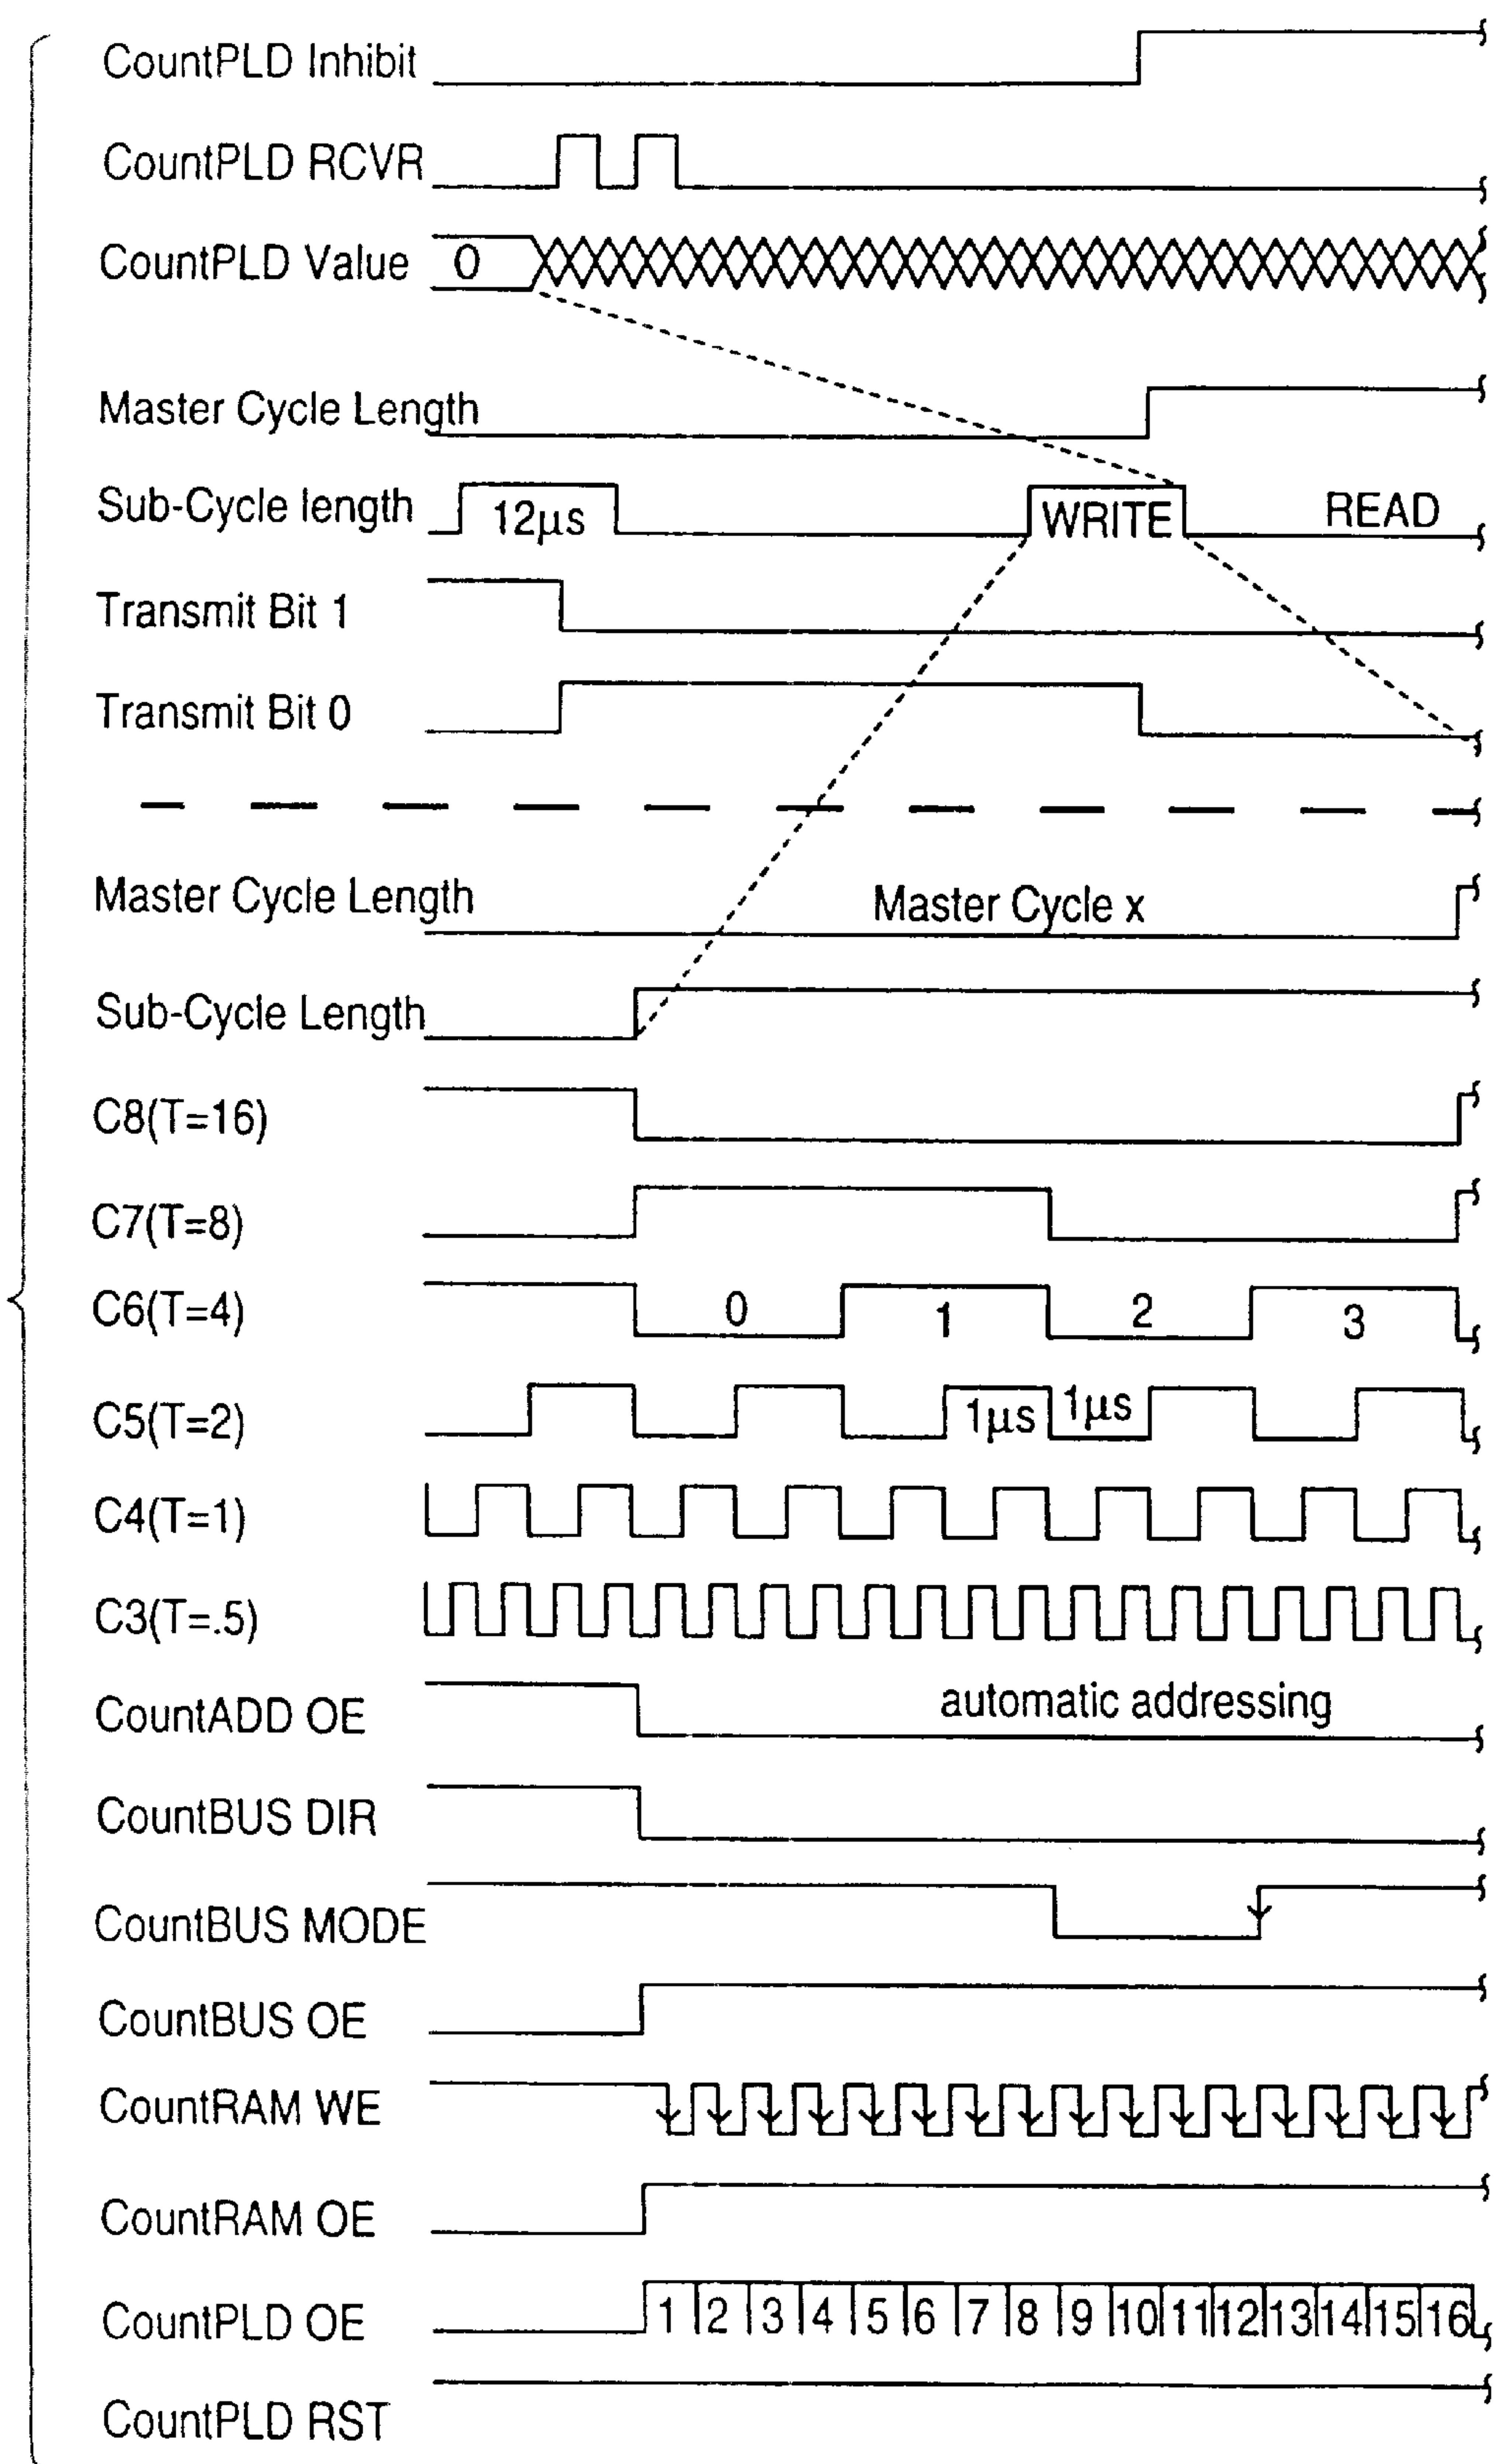 CountPLD Inhibit
CountPLD RCVR
CountPLD Value 0
Master Cycle Length
Sub-Cycle length 12µs WRITE READ
Transmit Bit 1
Transmit Bit 0
Master Cycle Length Master Cycle x
Sub-Cycle Length
C8(T=16)
C7(T=8)
C6(T=4) 0 1 2 3
C5(T=2) 1µs 1µs
C4(T=1)
C3(T=.5)
CountADD OE automatic addressing
CountBUS DIR
CountBUS MODE
CountBUS OE
CountRAM WE
CountRAM OE
CountPLD OE 1 2 3 4 5 6 7 8 9 10 11 12 13 14 15 16
CountPLD RST